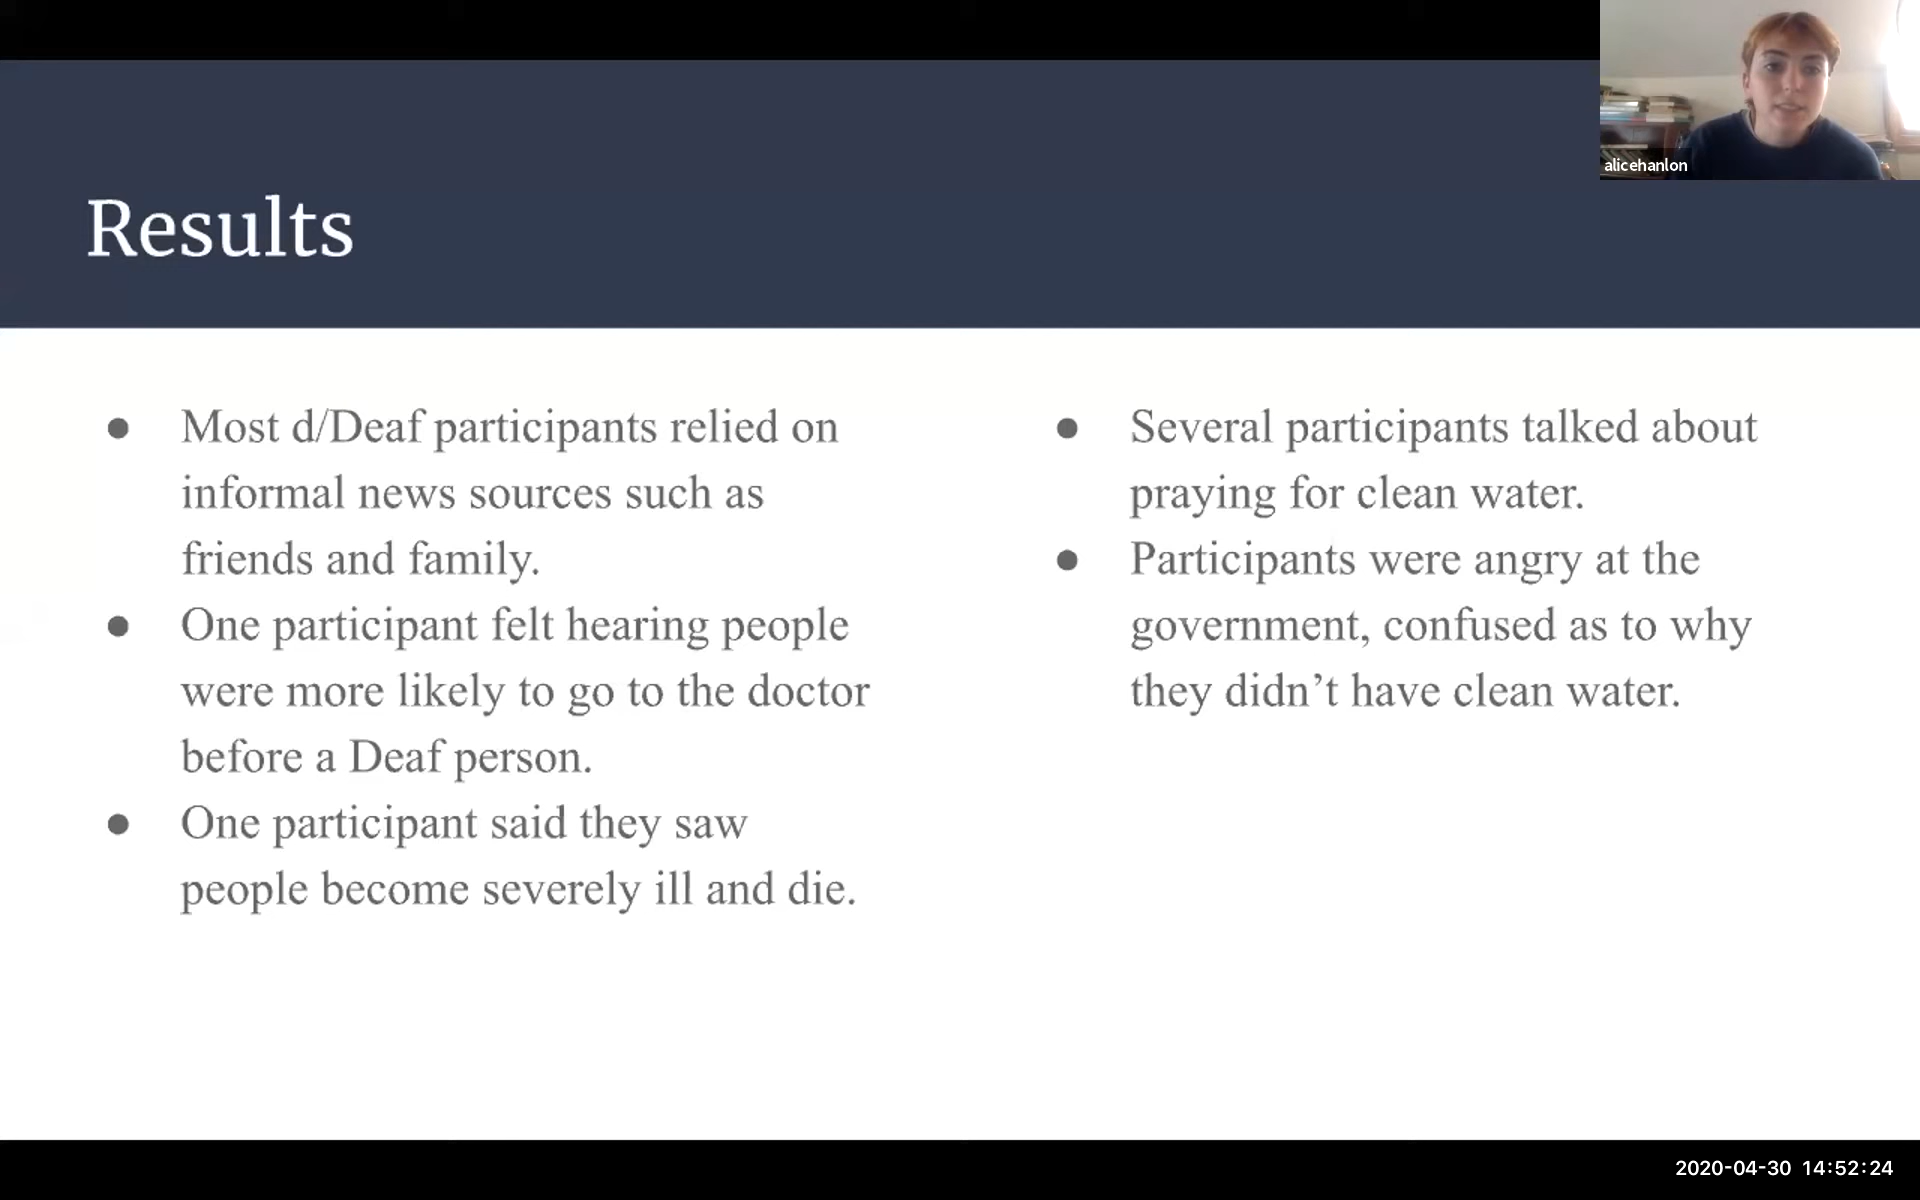 alicehanlon
Results
● Most d/Deaf participants relied on
informal news sources such as
friends and family.
● One participant felt hearing people
were more likely to go to the doctor
before a Deaf person.
● One participant said they saw
people become severely ill and die.
● Several participants talked about
praying for clean water.
● Participants were angry at the
government, confused as to why
they didn’t have clean water.
2020-04-30 14:52:24